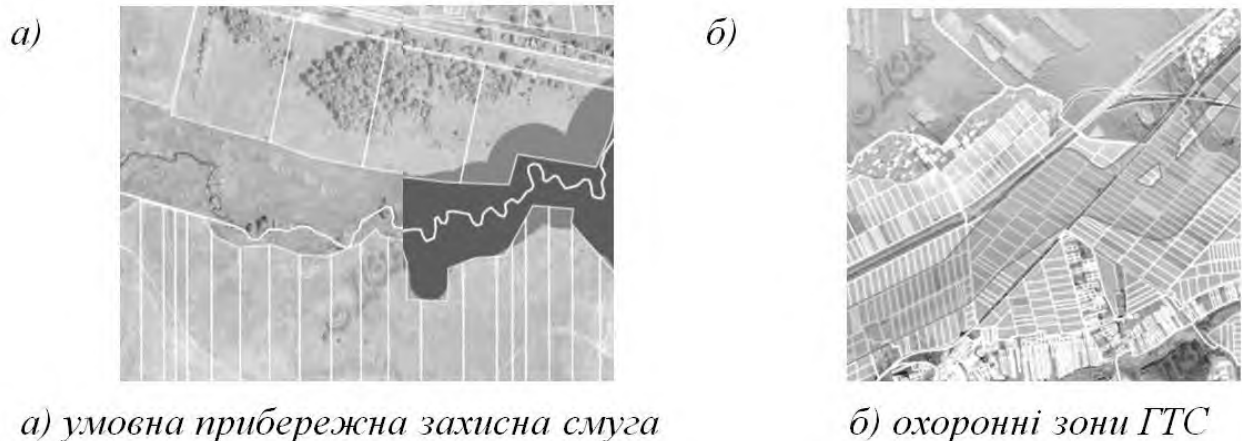 а)
б)
а) умовна прибережна захисна смуга
б) охоронні зони ГТС